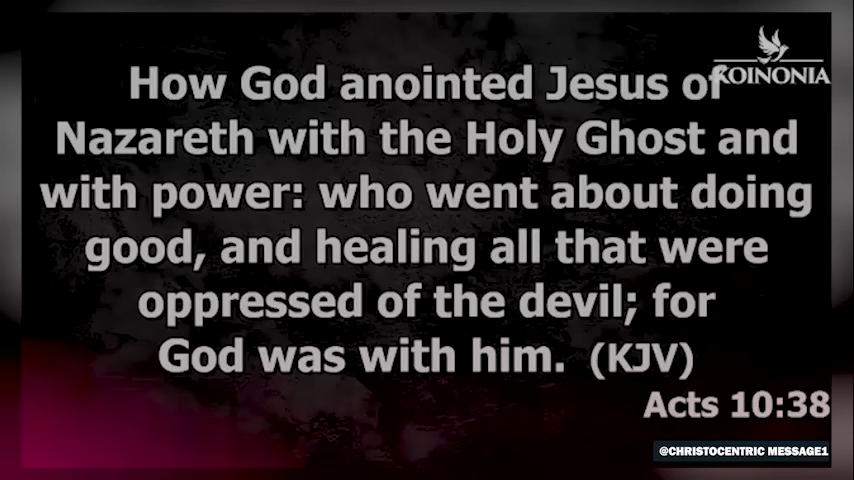 KOINONIA
How God anointed Jesus of
Nazareth with the Holy Ghost and
with power: who went about doing
good, and healing all that were
oppressed of the devil; for
God was with him. (KJV)
Acts 10:38
@CHRISTOCENTRIC MESSAGE1